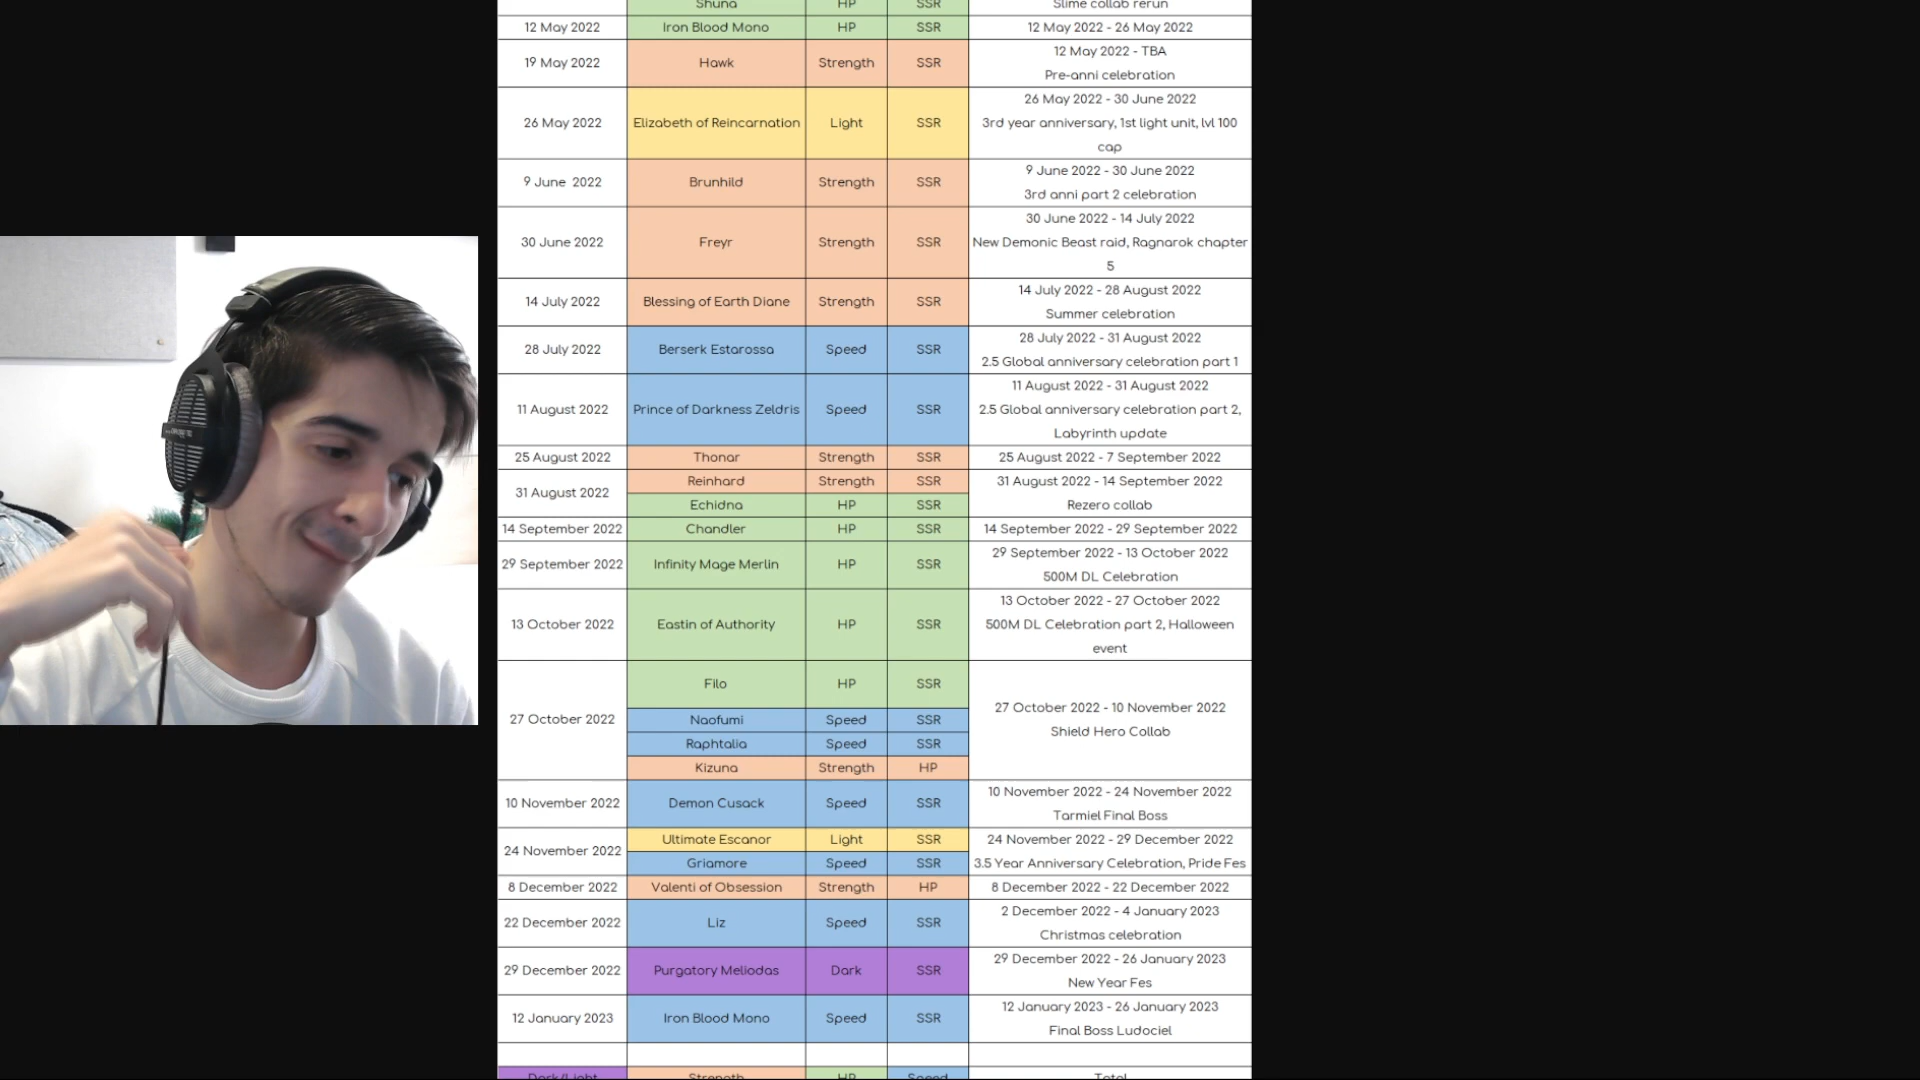 Shuna HP SSR Slime collab rerun
12 May 2022 Iron Blood Mono HP SSR 12 May 2022 - 26 May 2022
19 May 2022 Hawk Strength SSR 12 May 2022 - TBA
Pre-anni celebration
26 May 2022 Elizabeth of Reincarnation Light SSR 26 May 2022 - 30 June 2022
3rd year anniversary, 1st light unit, lvl 100
cap
9 June 2022 Brunhild Strength SSR 9 June 2022 - 30 June 2022
3rd anni part 2 celebration
30 June 2022 Freyr Strength SSR 30 June 2022 - 14 July 2022
New Demonic Beast raid, Ragnarok chapter
5
14 July 2022 Blessing of Earth Diane Strength SSR 14 July 2022 - 28 August 2022
Summer celebration
28 July 2022 Berserk Estarossa Speed SSR 28 July 2022 - 31 August 2022
2.5 Global anniversary celebration part 1
11 August 2022 Prince of Darkness Zeldris Speed SSR 11 August 2022 - 31 August 2022
2.5 Global anniversary celebration part 2,
Labyrinth update
25 August 2022 Thonar Strength SSR 25 August 2022 - 7 September 2022
31 August 2022 Reinhard Strength SSR 31 August 2022 - 14 September 2022
Echidna HP SSR Rezero collab
14 September 2022 Chandler HP SSR 14 September 2022 - 29 September 2022
29 September 2022 Infinity Mage Merlin HP SSR 29 September 2022 - 13 October 2022
500M DL Celebration
13 October 2022 Eastin of Authority HP SSR 13 October 2022 - 27 October 2022
500M DL Celebration part 2, Halloween
event
27 October 2022 Filo HP SSR 27 October 2022 - 10 November 2022
Naofumi Speed SSR Shield Hero Collab
Raphtalia Speed SSR
Kizuna Strength HP
10 November 2022 Demon Cusack Speed SSR 10 November 2022 - 24 November 2022
Tarmiel Final Boss
24 November 2022 Ultimate Escanor Light SSR 24 November 2022 - 29 December 2022
Griamore Speed SSR 3.5 Year Anniversary Celebration, Pride Fes
8 December 2022 Valenti of Obsession Strength HP 8 December 2022 - 22 December 2022
22 December 2022 Liz Speed SSR 2 December 2022 - 4 January 2023
Christmas celebration
29 December 2022 Purgatory Meliodas Dark SSR 29 December 2022 - 26 January 2023
New Year Fes
12 January 2023 Iron Blood Mono Speed SSR 12 January 2023 - 26 January 2023
Final Boss Ludociel
Dark/Light Strength HP Speed Total